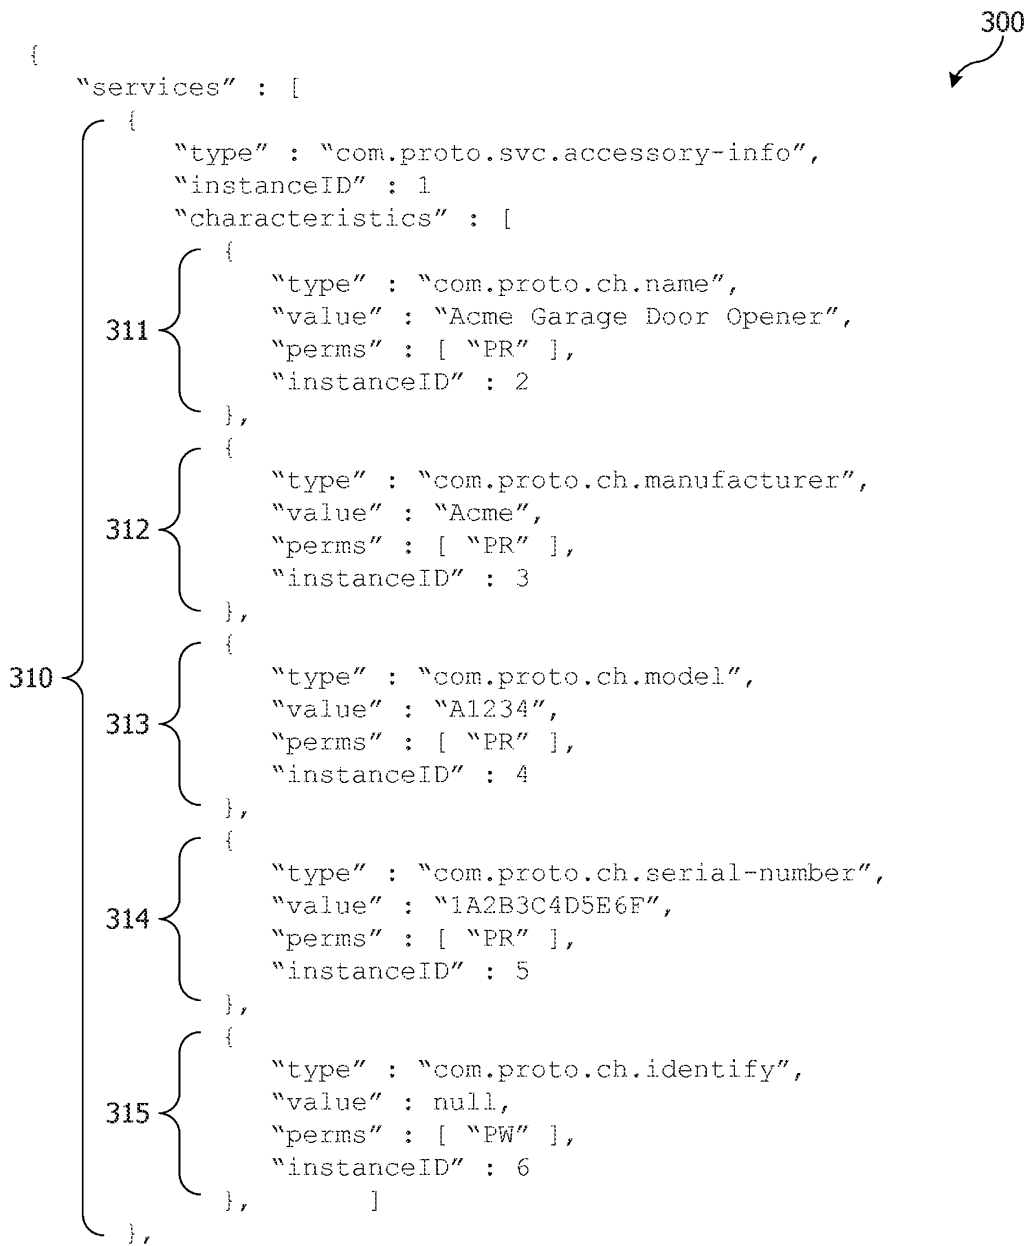 300
{
“services” : [
{
“type” : “com.proto.svc.accessory-info”,
“instanceID” : 1
“characteristics” : [
{
“type” : “com.proto.ch.name”,
“value” : “Acme Garage Door Opener”,
311
“perms” : [ “PR” ],
“instanceID” : 2
},
{
“type” : “com.proto.ch.manufacturer”,
“value” : “Acme”,
312
“perms” : [ “PR” ],
“instanceID” : 3
},
{
310
“type” : “com.proto.ch.model”,
“value” : “A1234”,
313
“perms” : [ “PR” ],
“instanceID” : 4
},
{
“type” : “com.proto.ch.serial-number”,
“value” : “1A2B3C4D5E6F”,
314
“perms” : [ “PR” ],
“instanceID” : 5
},
{
“type” : “com.proto.ch.identify”,
“value” : null,
315
“perms” : [ “PW” ],
“instanceID” : 6
}, ]
},